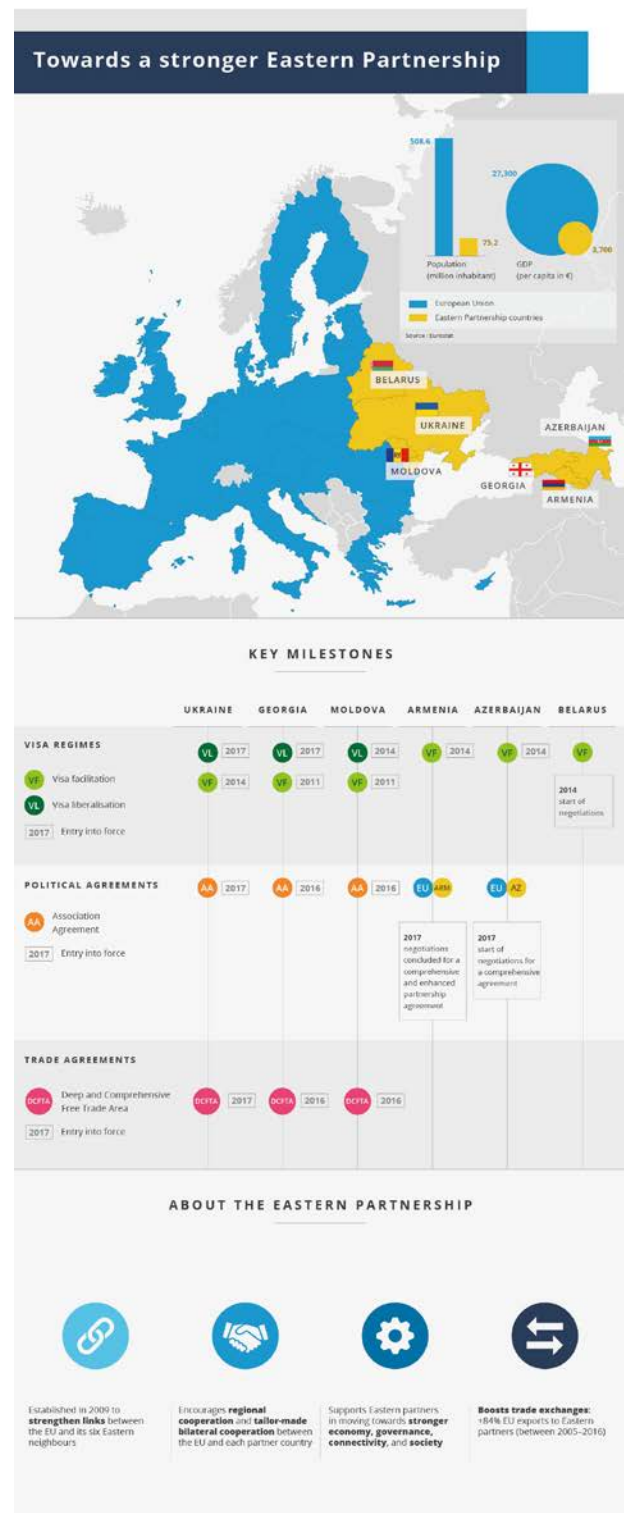 Towards a stronger Eastern Partnership
508.6
75.2
Population
(million inhabitant)
27,300
3,700
GDP
(per capita in €)
European Union
Eastern Partnership countries
Source : Eurostat
BELARUS
UKRAINE
MOLDOVA
AZERBAIJAN
GEORGIA
ARMENIA
KEY MILESTONES
UKRAINE GEORGIA MOLDOVA ARMENIA AZERBAIJAN BELARUS
VISA REGIMES
VL 2017 VL 2017 VL 2014 VF 2014 VF 2014 VF
VF Visa facilitation
VF 2014 VF 2011 VF 2011
VL Visa liberalisation
2017 Entry into force
2014
start of
negotiations
POLITICAL AGREEMENTS
AA 2017 AA 2016 AA 2016 EU ARM EU AZ
AA Association
Agreement
2017 Entry into force
2017
negotiations
concluded for a
comprehensive
and enhanced
partnership
agreement
2017
start of
negotiations for
a comprehensive
agreement
TRADE AGREEMENTS
DCFTA Deep and Comprehensive
Free Trade Area
DCFTA 2017 DCFTA 2016 DCFTA 2016
2017 Entry into force
ABOUT THE EASTERN PARTNERSHIP
Established in 2009 to
strengthen links between
the EU and its six Eastern
neighbours
Encourages regional
cooperation and tailor-made
bilateral cooperation between
the EU and each partner country
Supports Eastern partners
in moving towards stronger
economy, governance,
connectivity, and society
Boosts trade exchanges:
+84% EU exports to Eastern
partners (between 2005–2016)